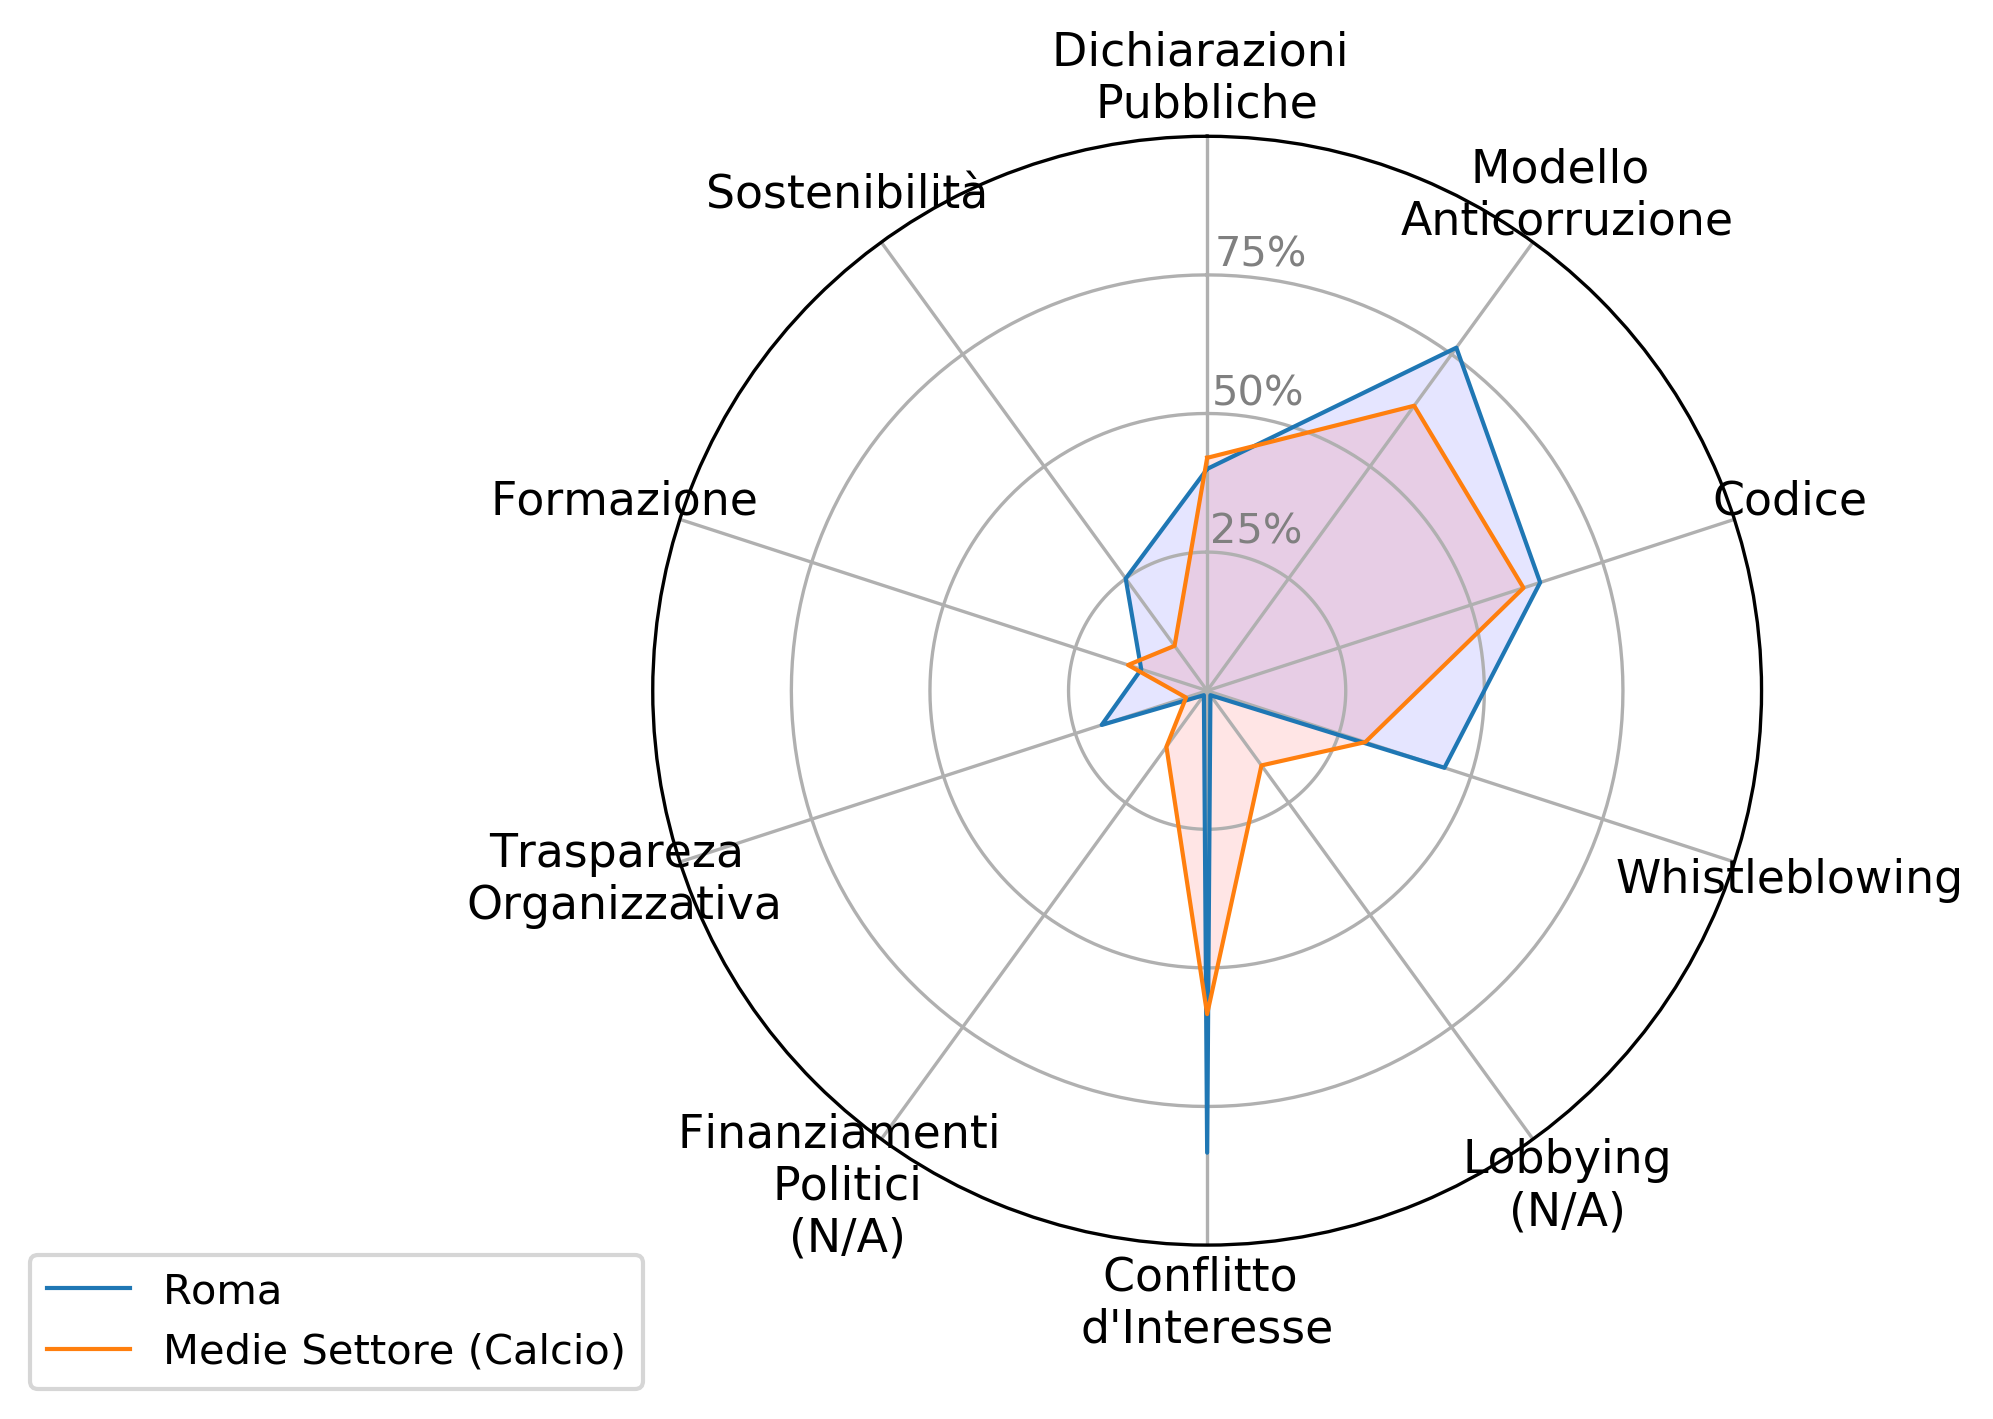 Dichiarazioni
Pubbliche
Modello
Anticorruzione
Sostenibilità
75%
50%
25%
Formazione
Codice
Traspareza
Organizzativa
Whistleblowing
Finanziamenti
Politici
(N/A)
Lobbying
(N/A)
Conflitto
d'Interesse
Roma
Medie Settore (Calcio)